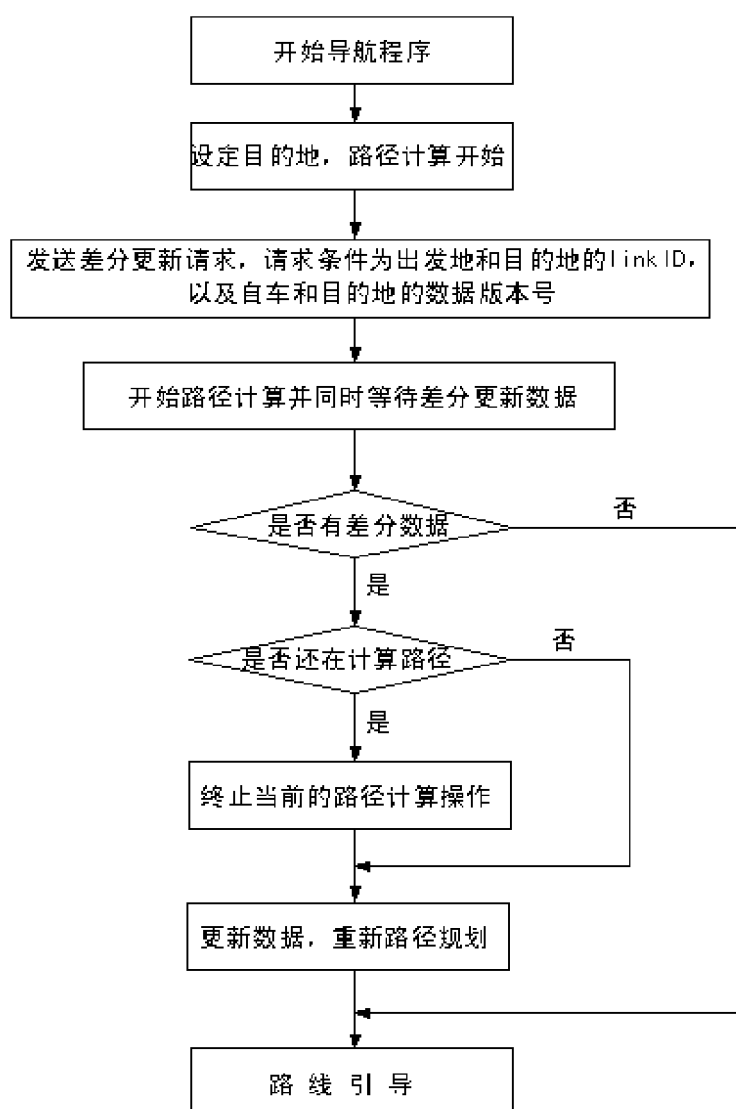 开始导航程序
设定目的地，路径计算开始
发送差分更新请求，请求条件为出发地和目的地的linkID，
以及自车和目的地的数据版本号
开始路径计算并同时等待差分更新数据
是否有差分数据
否
是
是否还在计算路径
否
是
终止当前的路径计算操作
更新数据，重新路径规划
路 线 引 导